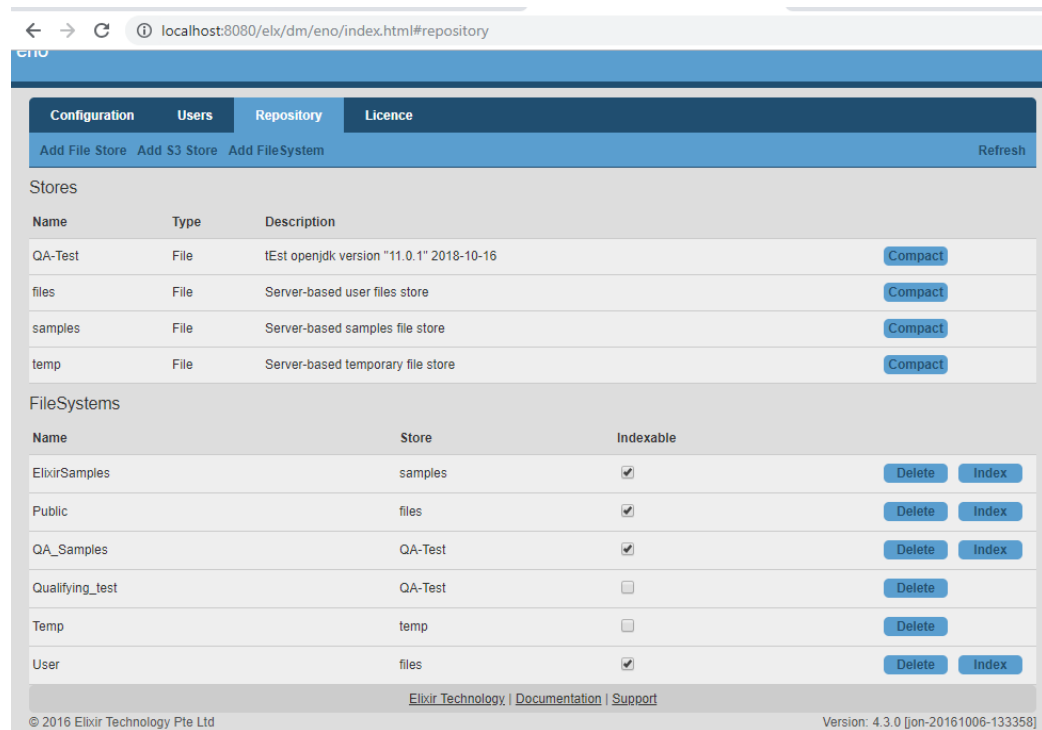 localhost:8080/elx/dm/eno/index.html#repository
eno
Configuration Users Repository Licence
Add File Store Add S3 Store Add FileSystem Refresh
Stores
Name Type Description
QA-Test File tEst openjdk version "11.0.1" 2018-10-16 Compact
files File Server-based user files store Compact
samples File Server-based samples file store Compact
temp File Server-based temporary file store Compact
FileSystems
Name Store Indexable
ElixirSamples samples Delete Index
Public files Delete Index
QA_Samples QA-Test Delete Index
Qualifying_test QA-Test Delete
Temp temp Delete
User files Delete Index
Elixir Technology | Documentation | Support
© 2016 Elixir Technology Pte Ltd Version: 4.3.0 [jon-20161006-133358]